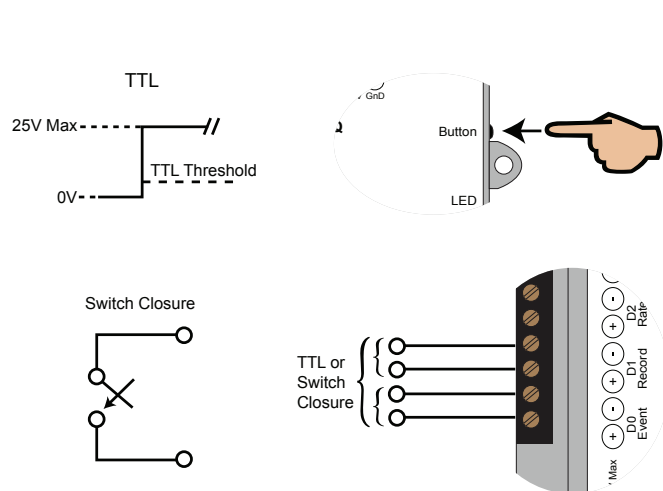 TTL
25V Max
TTL Threshold
0V
GnD
Button
LED
Switch Closure
TTL or
Switch
Closure
-
+
D2
Rate
-
+
D1
Record
-
+
D0
Event
Max